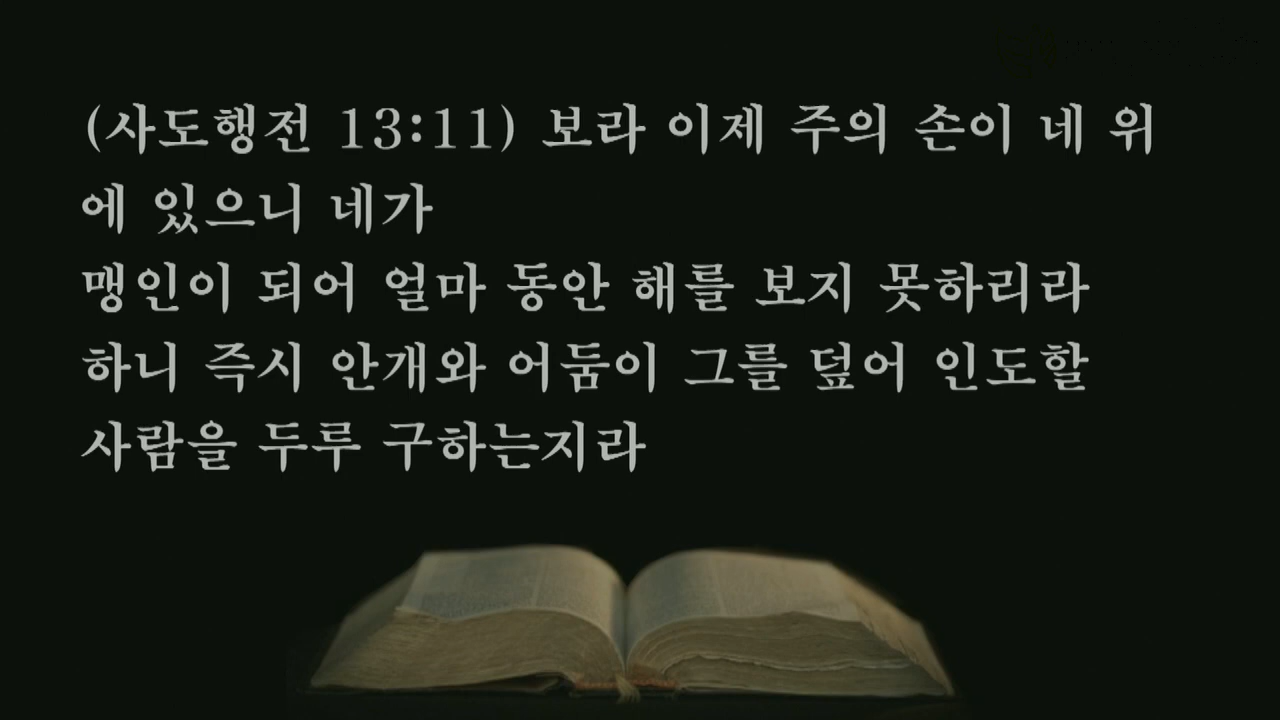 (사도행전 13:11) 보라 이제 주의 손이 네 위
에 있으니 네가
맹인이 되어 얼마 동안 해를 보지 못하리라
하니 즉시 안개와 어둠이 그를 덮어 인도할
사람을 두루 구하는지라